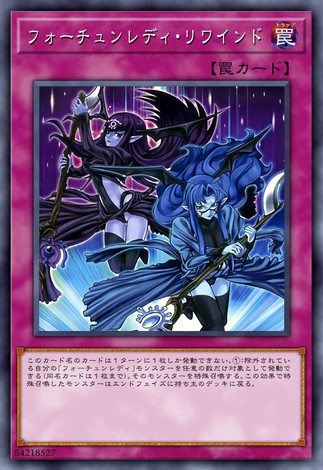 フォーチュンレディ・リワインド
トラップ
罠
【罠カード】
このカード名のカードは１ターンに１枚しか発動できない。①：除外されて
いる自分の「フォーチュンレディ」モンスターを任意の数だけ対象として発動でき
る（同名カードは１枚まで）。そのモンスターを特殊召喚する。この効果で特
殊召喚したモンスターはエンドフェイズに持ち主のデッキに戻る。
84218527